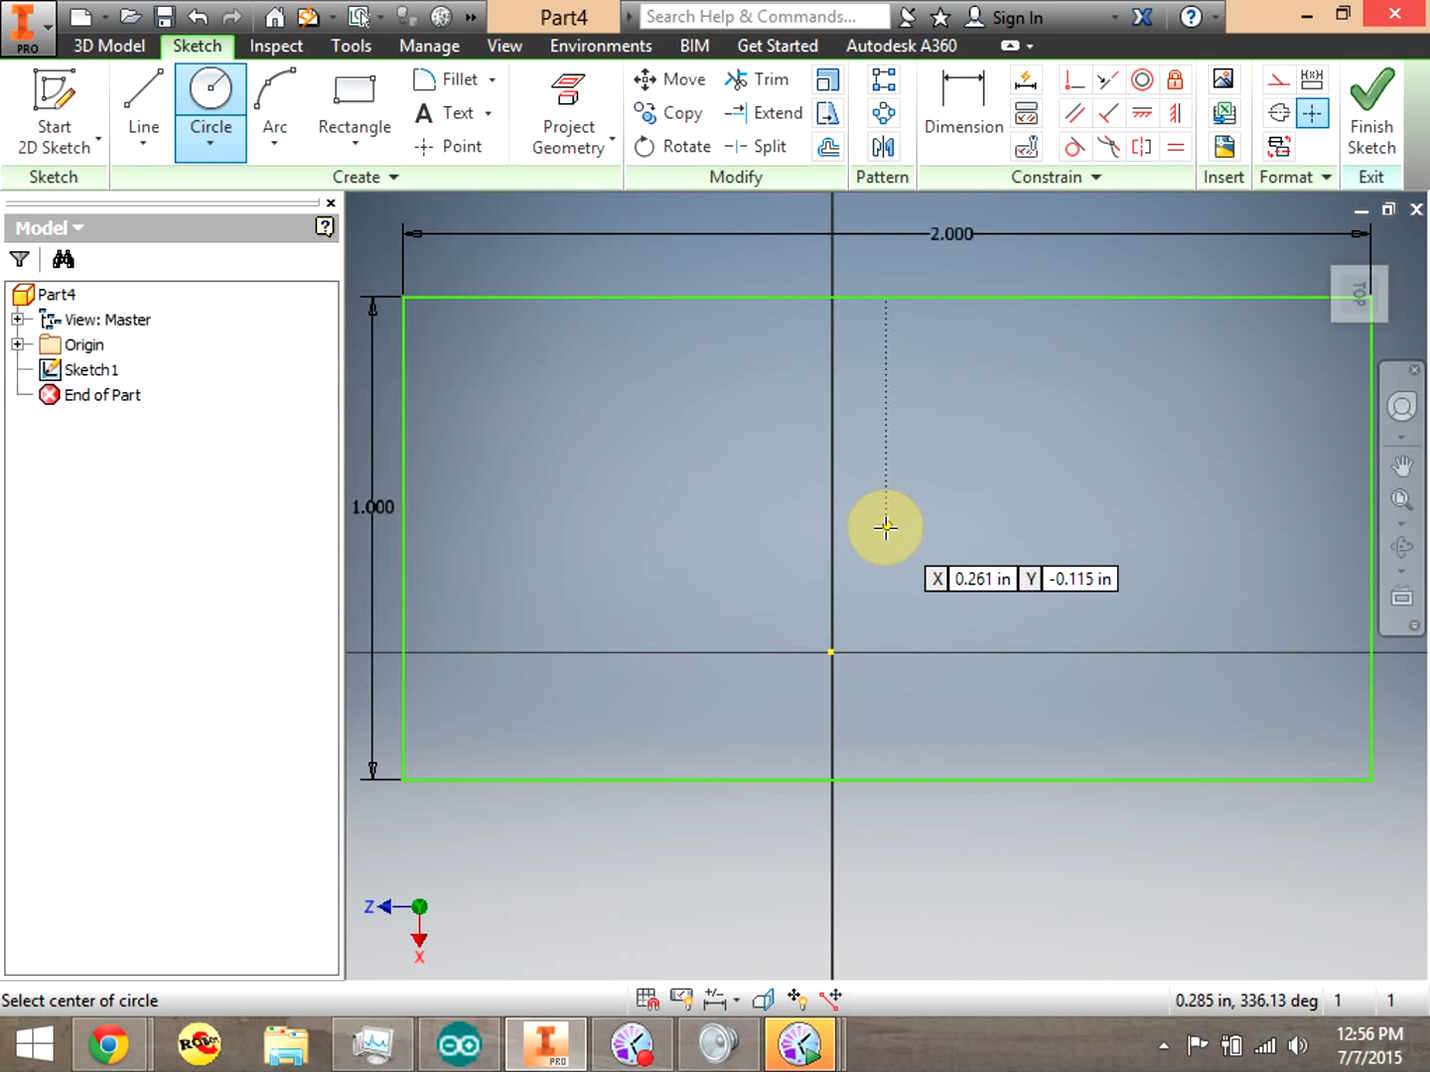 PRO
Part4
Search Help & Commands...
Sign In
3D Model
Sketch
Inspect
Tools
Manage
View
Environments
BIM
Get Started
Autodesk A360
Start
2D Sketch
Line
Circle
Arc
Rectangle
Fillet
A Text
Point
Project
Geometry
Move
Copy
Rotate
Trim
Extend
Split
Dimension
Finish
Sketch
Sketch
Create
Modify
Pattern
Constrain
Insert
Format
Exit
Model
Part4
View: Master
Origin
Sketch1
End of Part
2.000
TOP
1.000
X 0.261 in Y -0.115 in
Z
X
Select center of circle
0.285 in, 336.13 deg 1 1
PRO
12:56 PM
7/7/2015